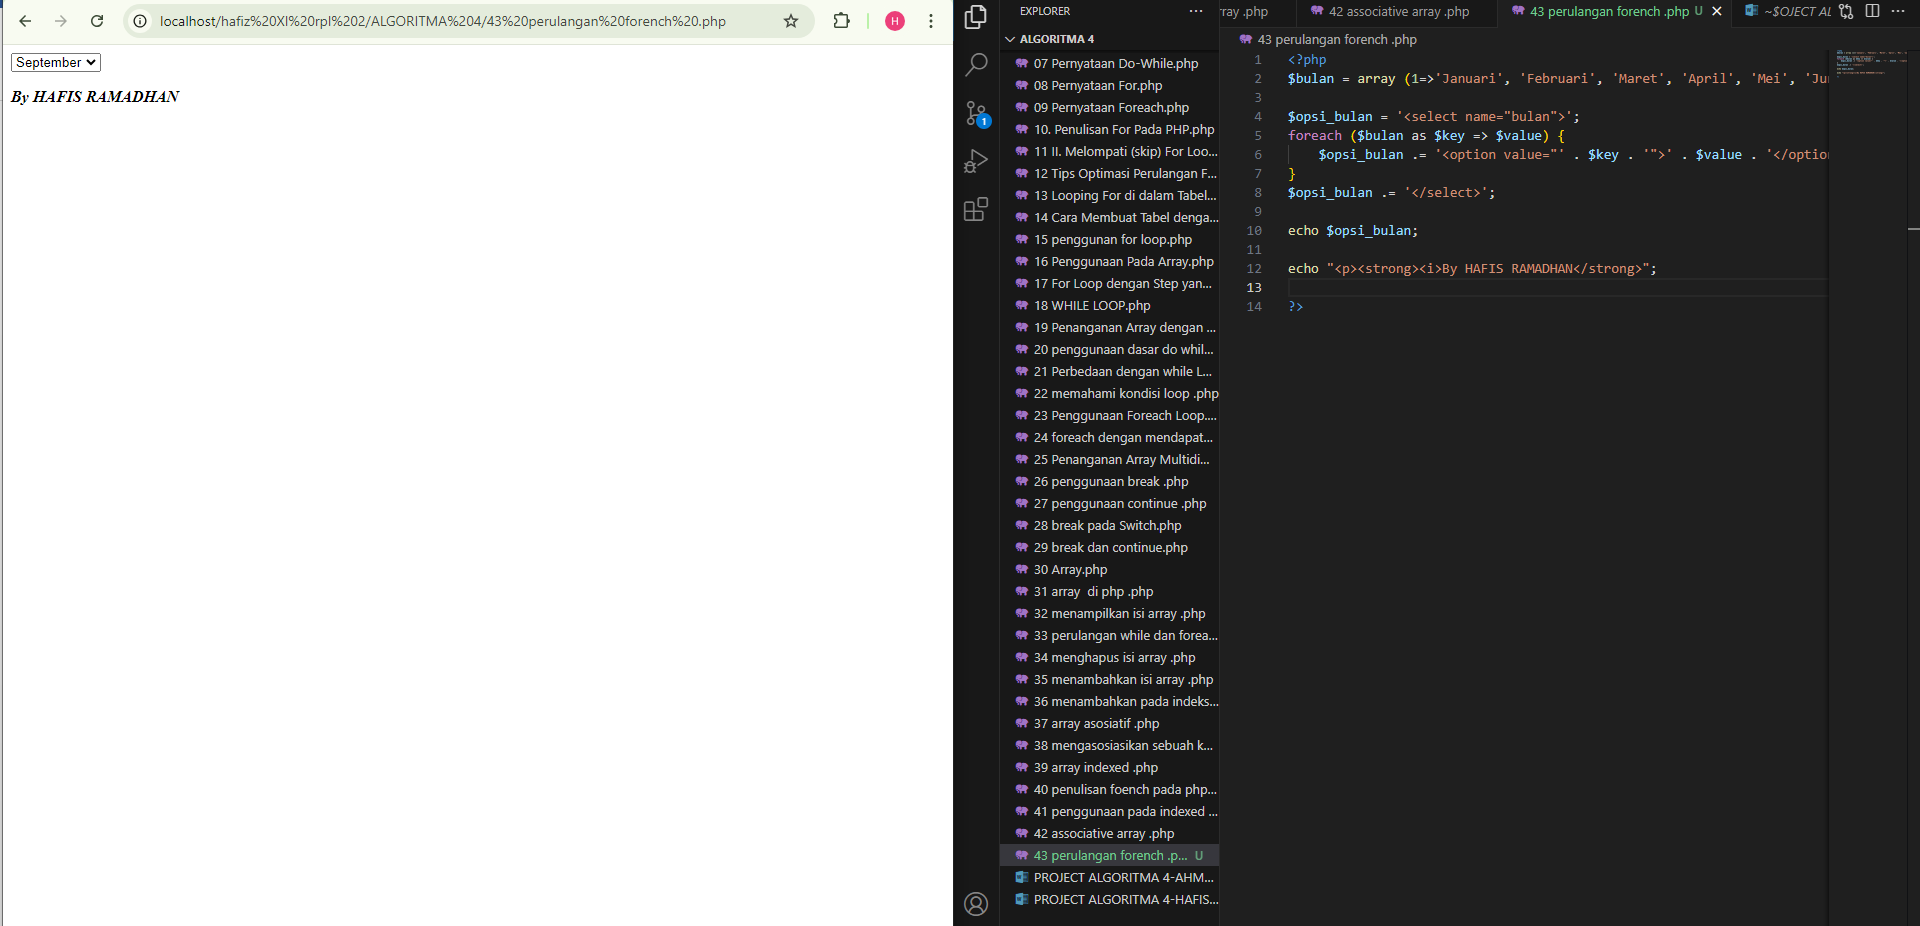 localhost/hafiz%20XI%20rpl%202/ALGORITMA%204/43%20perulangan%20forench%20.php
H
September
By HAFIS RAMADHAN
1
EXPLORER
ALGORITMA 4
07 Pernyataan Do-While.php
08 Pernyataan For.php
09 Pernyataan Foreach.php
10. Penulisan For Pada PHP.php
11 II. Melompati (skip) For Loo...
12 Tips Optimasi Perulangan F...
13 Looping For di dalam Tabel...
14 Cara Membuat Tabel denga...
15 penggunan for loop.php
16 Penggunaan Pada Array.php
17 For Loop dengan Step yan...
18 WHILE LOOP.php
19 Penanganan Array dengan ...
20 penggunaan dasar do whil...
21 Perbedaan dengan while L...
22 memahami kondisi loop .php
23 Penggunaan Foreach Loop....
24 foreach dengan mendapat...
25 Penanganan Array Multidi...
26 penggunaan break .php
27 penggunaan continue .php
28 break pada Switch.php
29 break dan continue.php
30 Array.php
31 array  di php .php
32 menampilkan isi array .php
33 perulangan while dan forea...
34 menghapus isi array .php
35 menambahkan isi array .php
36 menambahkan pada indeks...
37 array asosiatif .php
38 mengasosiasikan sebuah k...
39 array indexed .php
40 penulisan foench pada php...
41 penggunaan pada indexed ...
42 associative array .php
43 perulangan forench .p... U
PROJECT ALGORITMA 4-AHM...
PROJECT ALGORITMA 4-HAFIS...
rray .php
42 associative array .php
43 perulangan forench .php U
~$OJECT AL
43 perulangan forench .php
1 <?php
2 $bulan = array (1=>'Januari', 'Februari', 'Maret', 'April', 'Mei', 'Jun
3
4 $opsi_bulan = '<select name="bulan">';
5 foreach ($bulan as $key => $value) {
6 $opsi_bulan .= '<option value="' . $key . '">' . $value . '</optio
7 }
8 $opsi_bulan .= '</select>';
9
10 echo $opsi_bulan;
11
12 echo "<p><strong><i>By HAFIS RAMADHAN</strong>";
13
14 ?>